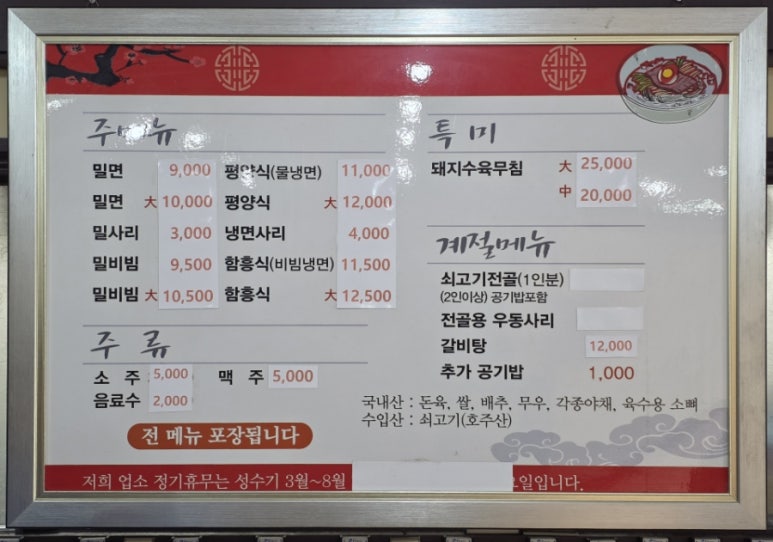 주메뉴
밀면 9,000 평양식(물냉면) 11,000
밀면 大 10,000 평양식 大 12,000
밀사리 3,000 냉면사리 4,000
밀비빔 9,500 함흥식(비빔냉면) 11,500
밀비빔 大 10,500 함흥식 大 12,500
주 류
소 주 5,000 맥 주 5,000
음료수 2,000
전 메뉴 포장됩니다
특 미
돼지수육무침 大 25,000
中 20,000
계절메뉴
쇠고기전골(1인분)
(2인이상) 공기밥포함
전골용 우동사리
갈비탕 12,000
추가 공기밥 1,000
국내산 : 돈육, 쌀, 배추, 무우, 각종야채, 육수용 소뼈
수입산 : 쇠고기(호주산)
저희 업소 정기휴무는 성수기 3월~8월 요일입니다.